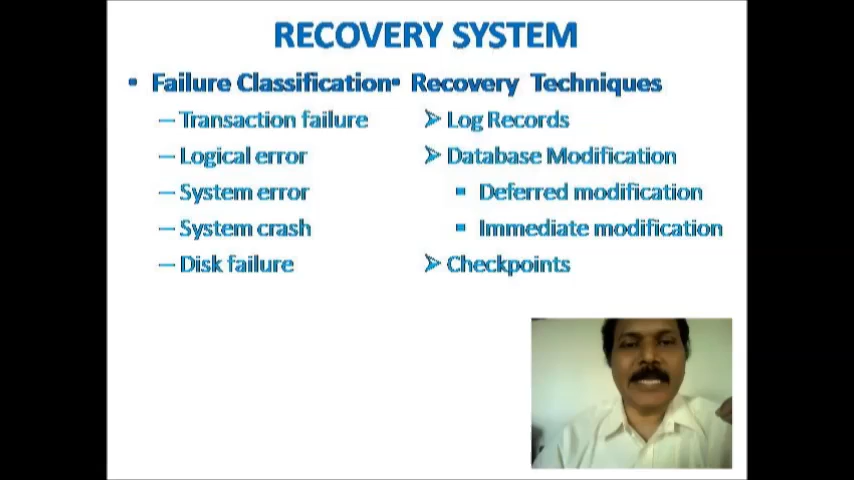 RECOVERY SYSTEM
▪ Failure Classification
– Transaction failure
– Logical error
– System error
– System crash
– Disk failure
▪ Recovery Techniques
➢ Log Records
➢ Database Modification
▪ Deferred modification
▪ Immediate modification
➢ Checkpoints